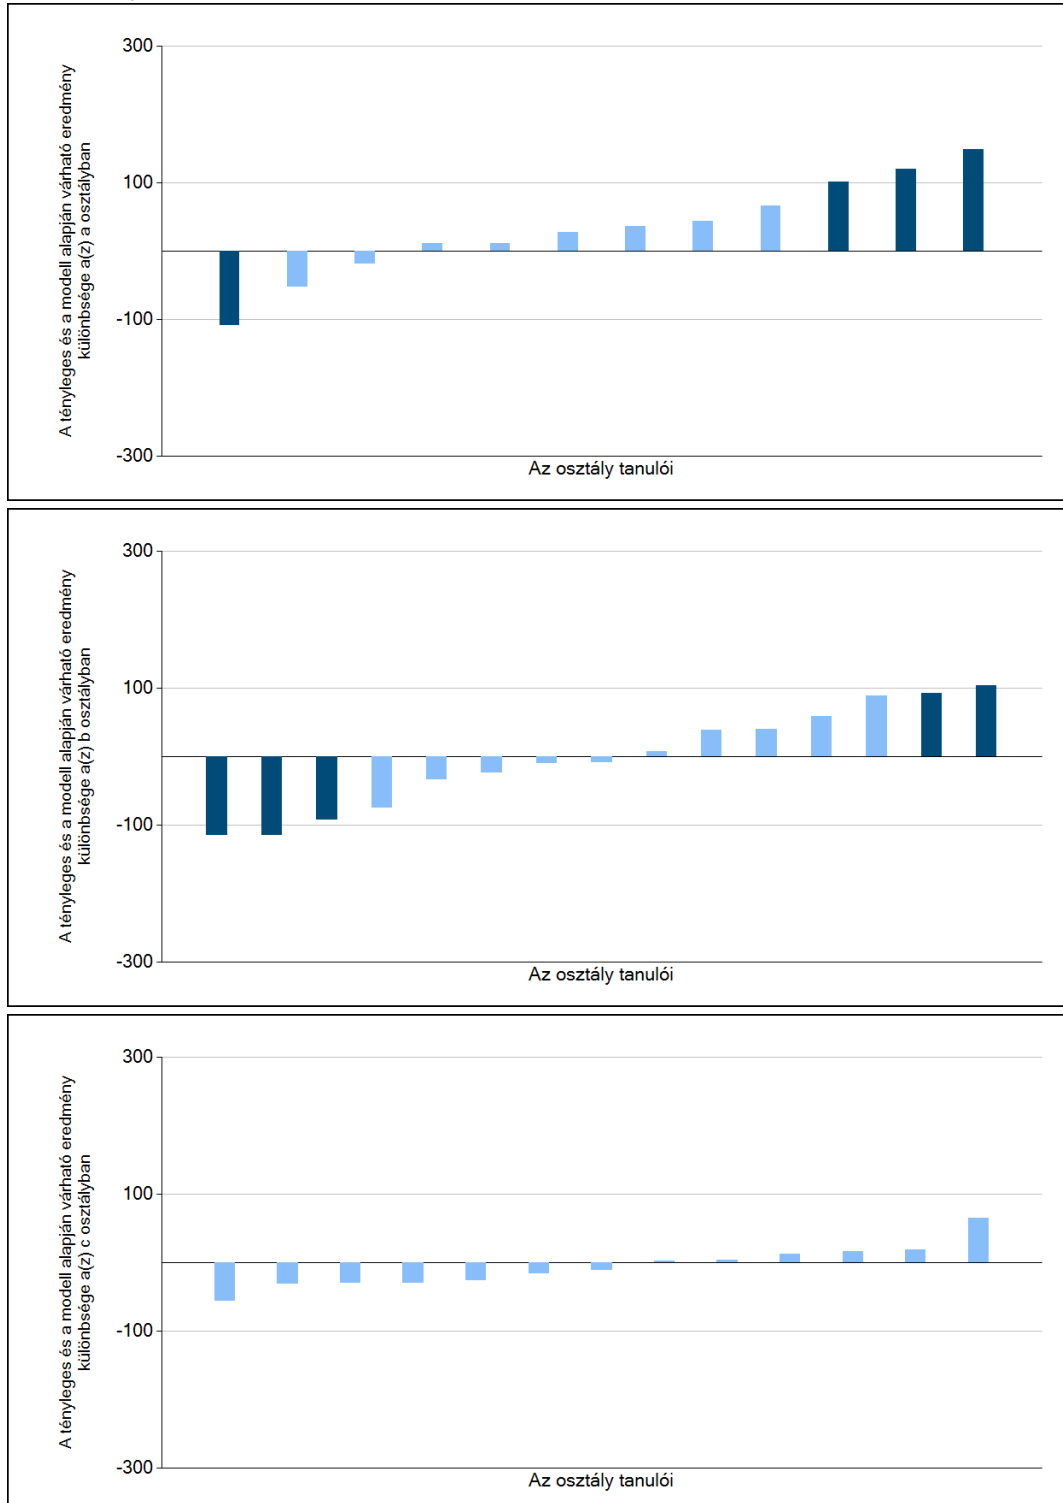 300
100
-100
-300
A tényleges és a modell alapján várható eredmény
különbsége a(z) a osztályban
Az osztály tanulói
300
100
-100
-300
A tényleges és a modell alapján várható eredmény
különbsége a(z) b osztályban
Az osztály tanulói
300
100
-100
-300
A tényleges és a modell alapján várható eredmény
különbsége a(z) c osztályban
Az osztály tanulói